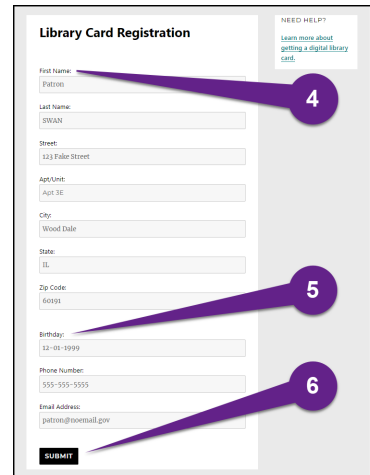 Library Card Registration
NEED HELP?
Learn more about
getting a digital library
card.
First Name:
Patron
4
Last Name:
SWAN
Street:
123 Fake Street
Apt/Unit:
Apt 3E
City:
Wood Dale
State:
IL
Zip Code:
60191
5
Birthday:
12-01-1999
Phone Number:
555-555-5555
6
Email Address:
patron@noemail.gov
SUBMIT